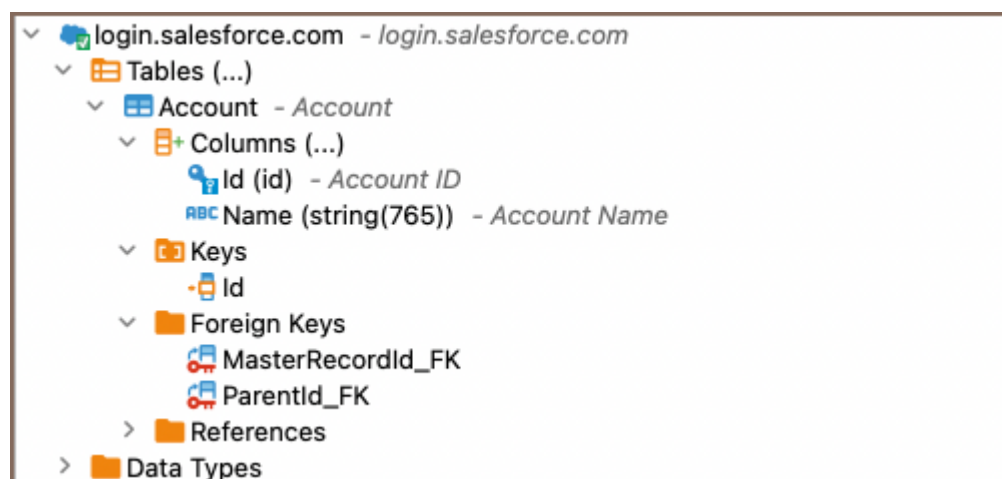 login.salesforce.com - login.salesforce.com
Tables (...)
Account - Account
Columns (...)
Id (id) - Account ID
ABC Name (string(765)) - Account Name
Keys
Id
Foreign Keys
MasterRecordId_FK
ParentId_FK
References
Data Types